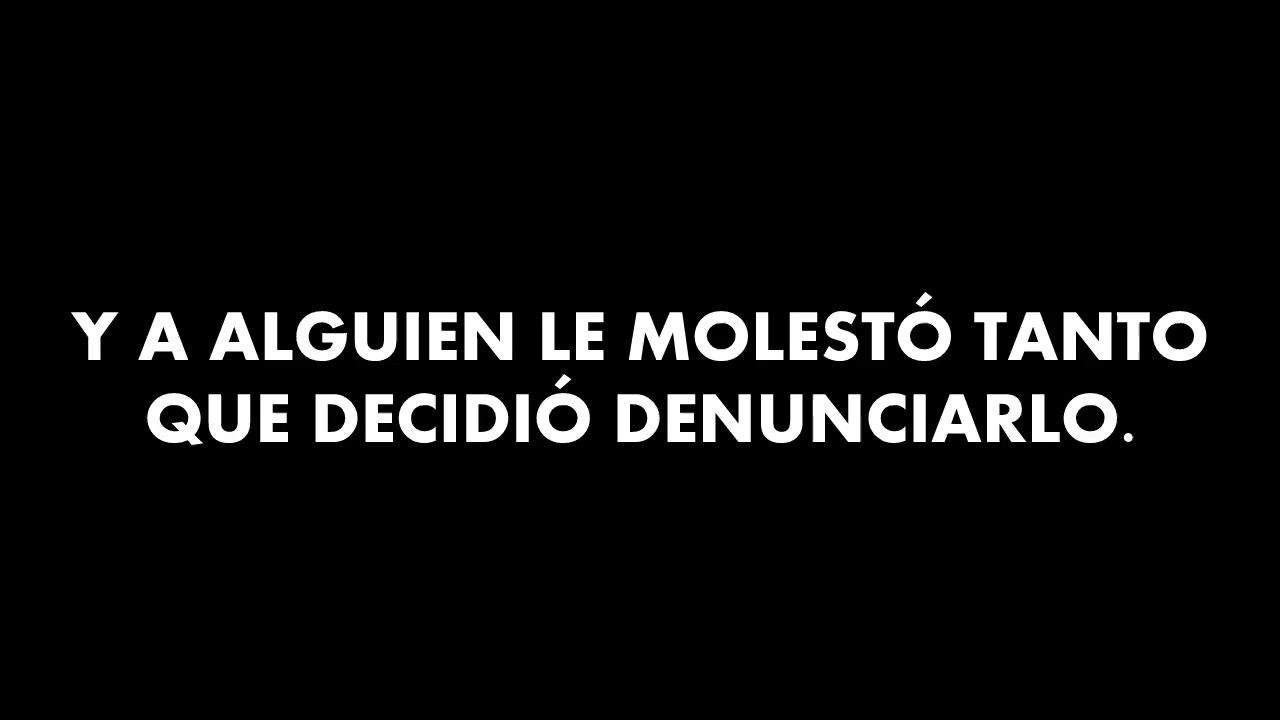 Y A ALGUIEN LE MOLESTÓ TANTO
QUE DECIDIÓ DENUNCIARLO.